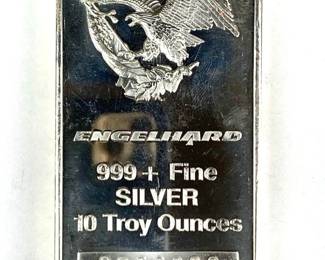 ENGELHARD
999+ Fine
SILVER
10 Troy Ounces